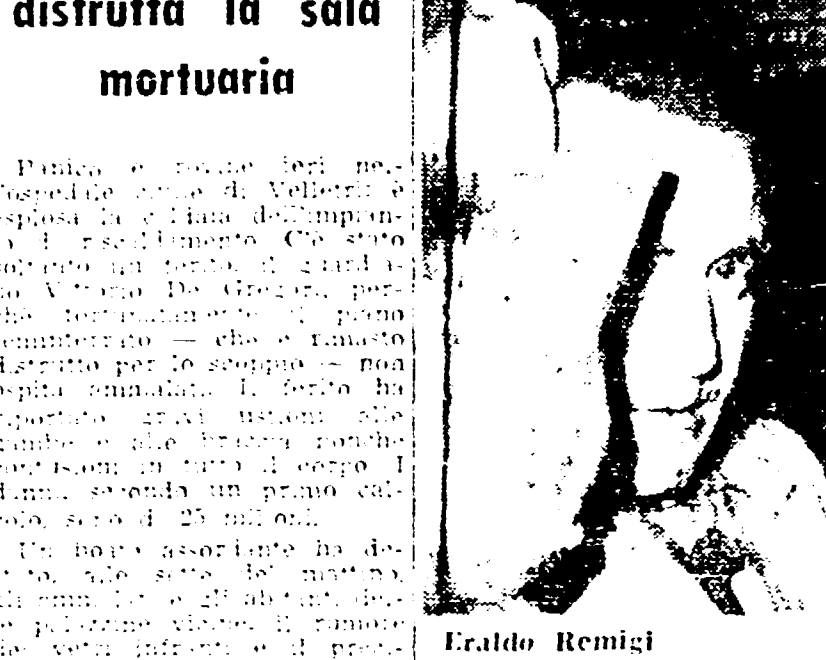 distrutta la sala
mortuaria
Panico e rovine ieri nel-
l'ospedale civile di Velletri: è
esplosa la caldaia dell'impian-
to di riscaldamento. C'è stato
soltanto un ferito, il guardia-
no Vittorio De Gregori, per-
ché fortunatamente il piano
seminterrato — che è rimasto
distrutto per lo scoppio — non
ospita ammalati. Il ferito ha
riportato gravi ustioni alle
gambe e alle braccia nonché
contusioni in tutto il corpo. I
danni, secondo un primo cal-
colo, sono di 25 milioni.
Un boato assordante ha de-
stato, alle sette del mattino,
gli ammalati e gli abitanti del-
le palazzine vicine. Il rumore
dei vetri infranti e il
Eraldo Remigi